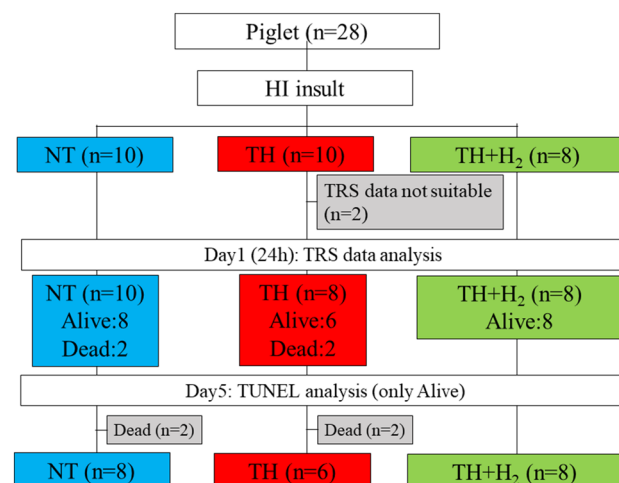 Piglet (n=28)
HI insult
NT (n=10)
TH (n=10)
TH+H₂ (n=8)
TRS data not suitable
(n=2)
Day1 (24h): TRS data analysis
NT (n=10)
Alive:8
Dead:2
TH (n=8)
Alive:6
Dead:2
TH+H₂ (n=8)
Alive:8
Day5: TUNEL analysis (only Alive)
Dead (n=2)
Dead (n=2)
NT (n=8)
TH (n=6)
TH+H₂ (n=8)